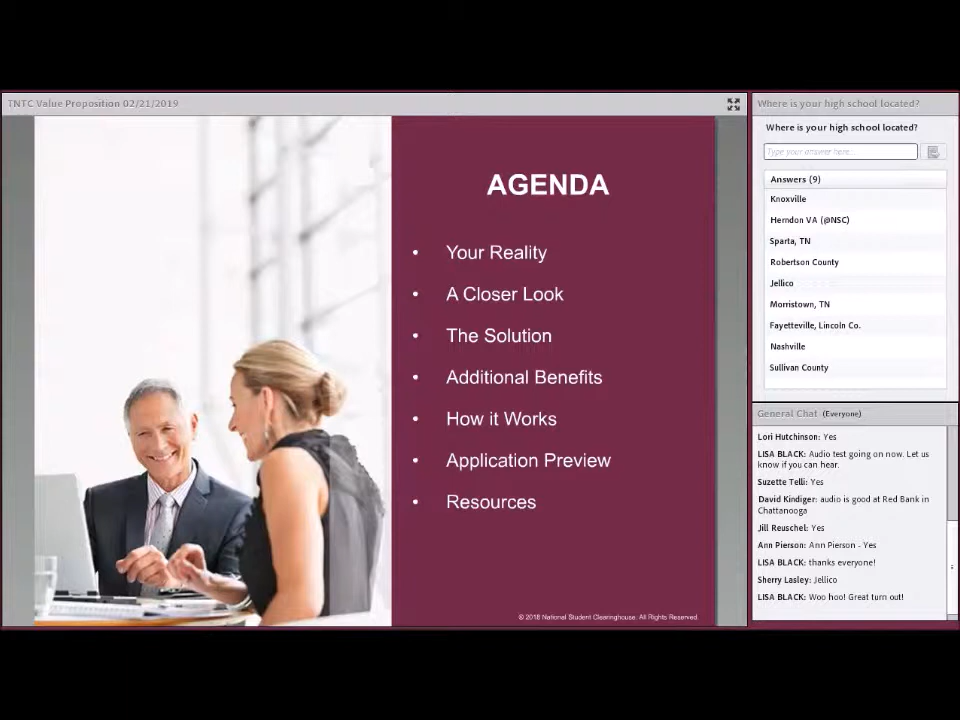 TNTC Value Proposition 02/21/2019
AGENDA
• Your Reality
• A Closer Look
• The Solution
• Additional Benefits
• How it Works
• Application Preview
• Resources
© 2018 National Student Clearinghouse. All Rights Reserved
Where is your high school located?
Where is your high school located?
Type your answer here...
Answers (9)
Knoxville
Herndon VA (@NSC)
Sparta, TN
Robertson County
Jellico
Morristown, TN
Fayetteville, Lincoln Co.
Nashville
Sullivan County
General Chat (Everyone)
Lori Hutchinson: Yes
LISA BLACK: Audio test going on now. Let us
know if you can hear.
Suzette Telli: Yes
David Kindiger: audio is good at Red Bank in
Chattanooga
Jill Reuschel: Yes
Ann Pierson: Ann Pierson - Yes
LISA BLACK: thanks everyone!
Sherry Lasley: Jellico
LISA BLACK: Woo hoo! Great turn out!